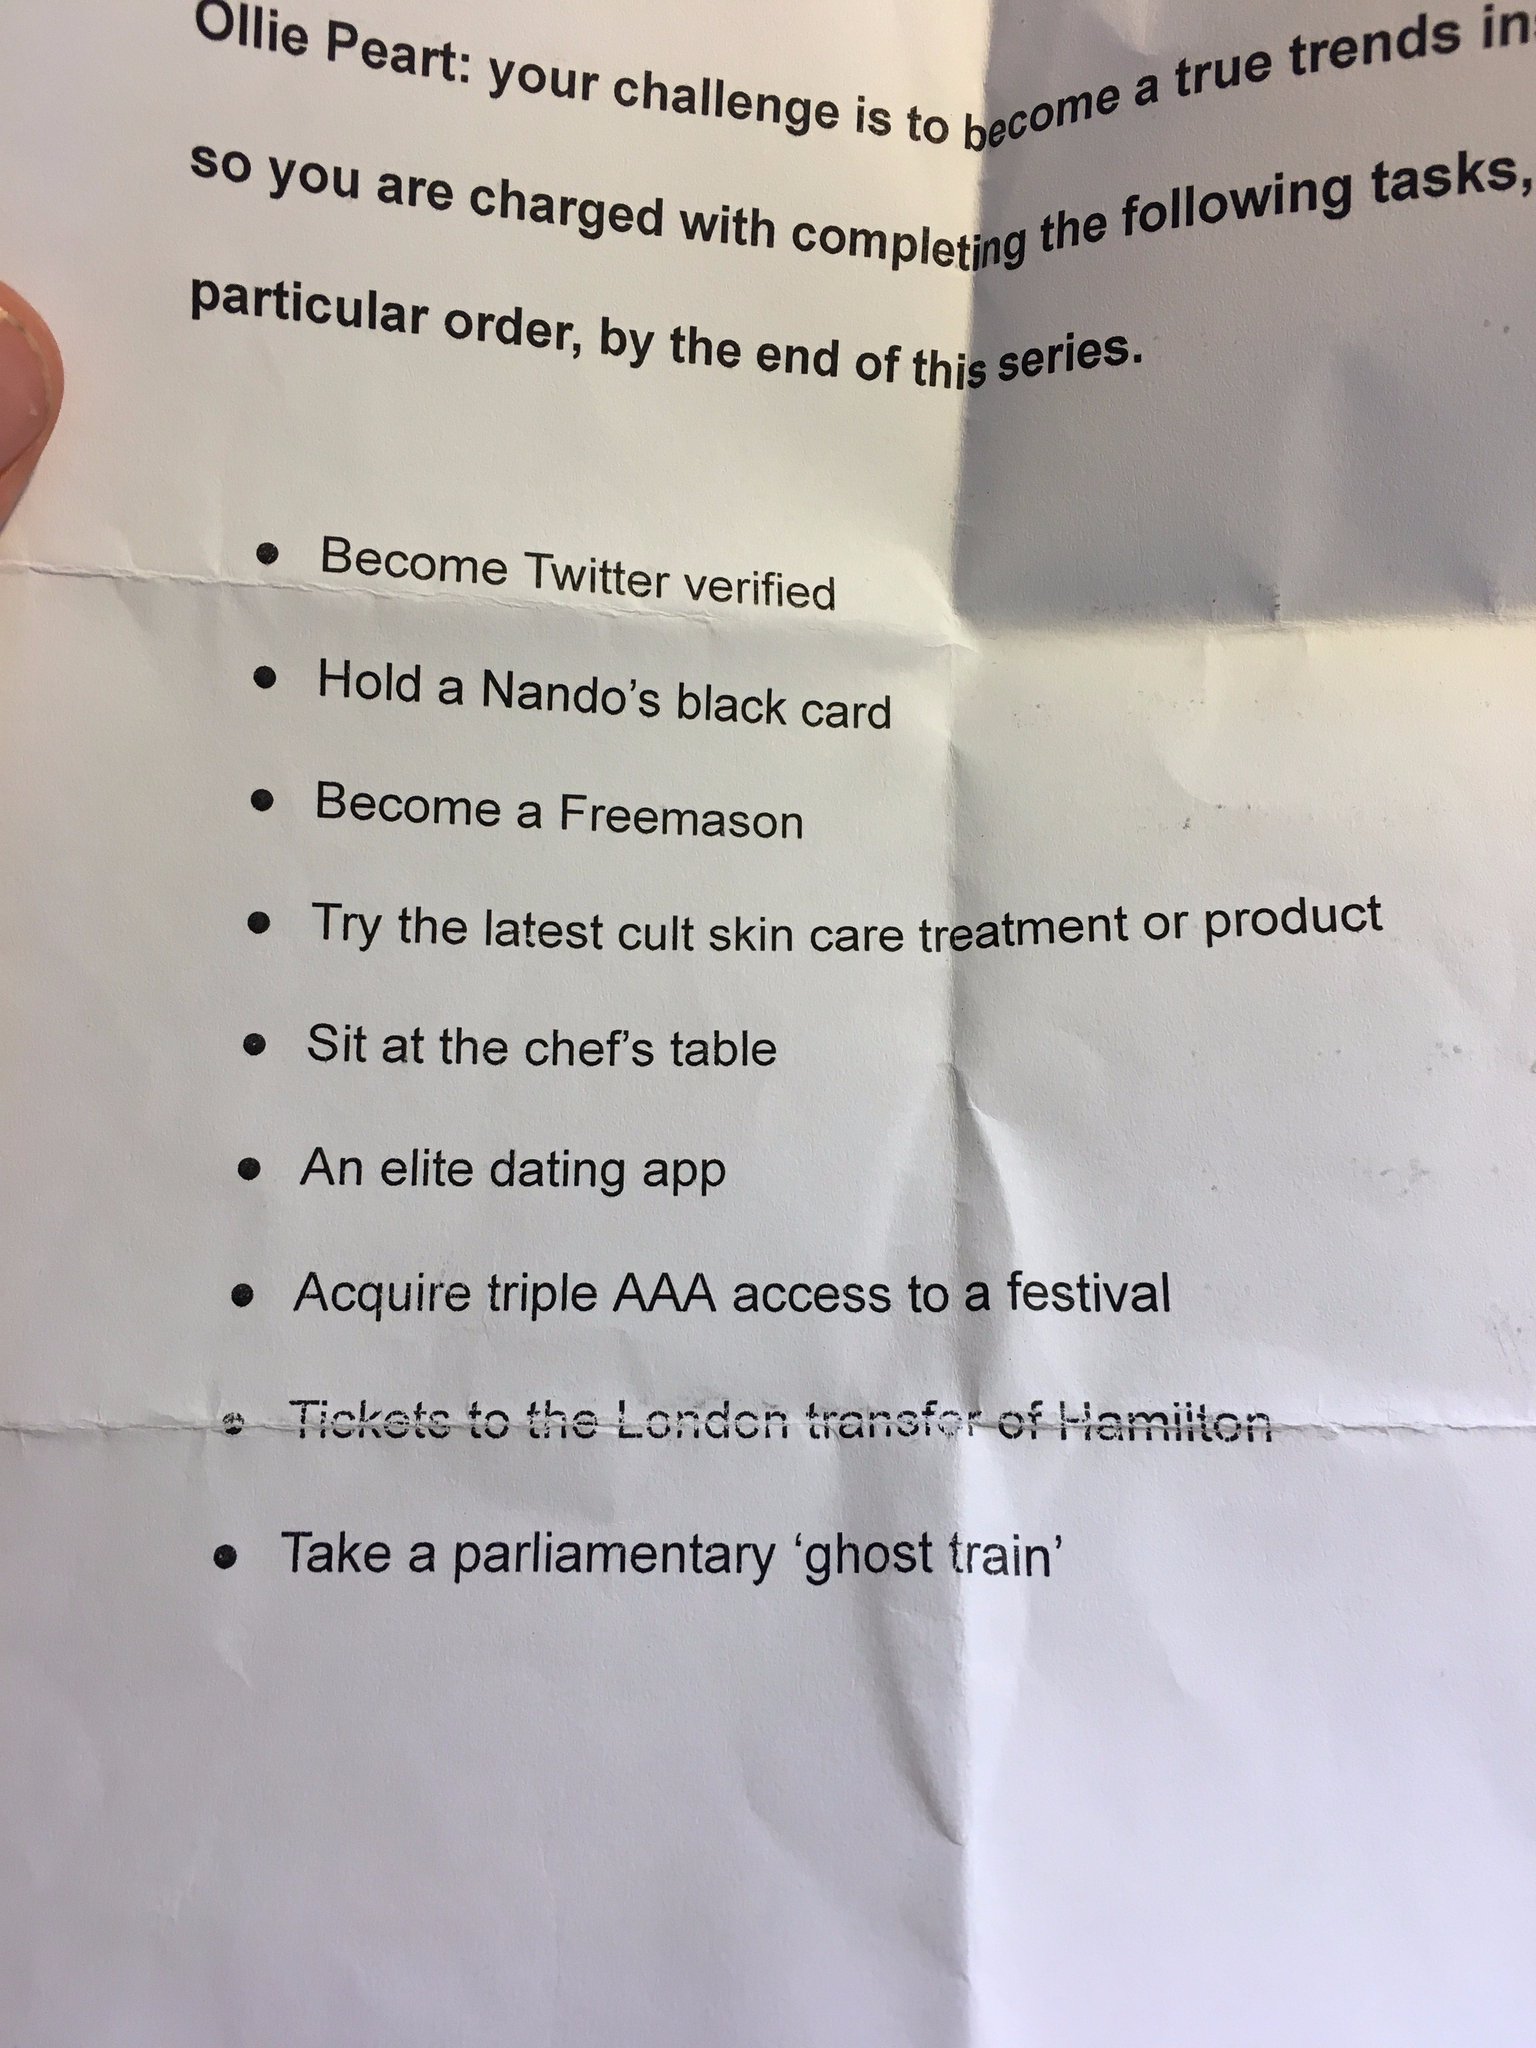 Ollie Peart: your challenge is to become a true trends
so you are charged with completing the following tasks,
particular order, by the end of this series.
• Become Twitter verified
• Hold a Nando’s black card
• Become a Freemason
• Try the latest cult skin care treatment or product
• Sit at the chef’s table
• An elite dating app
• Acquire triple AAA access to a festival
• Tickets to the London transfer of Hamilton
• Take a parliamentary ‘ghost train’